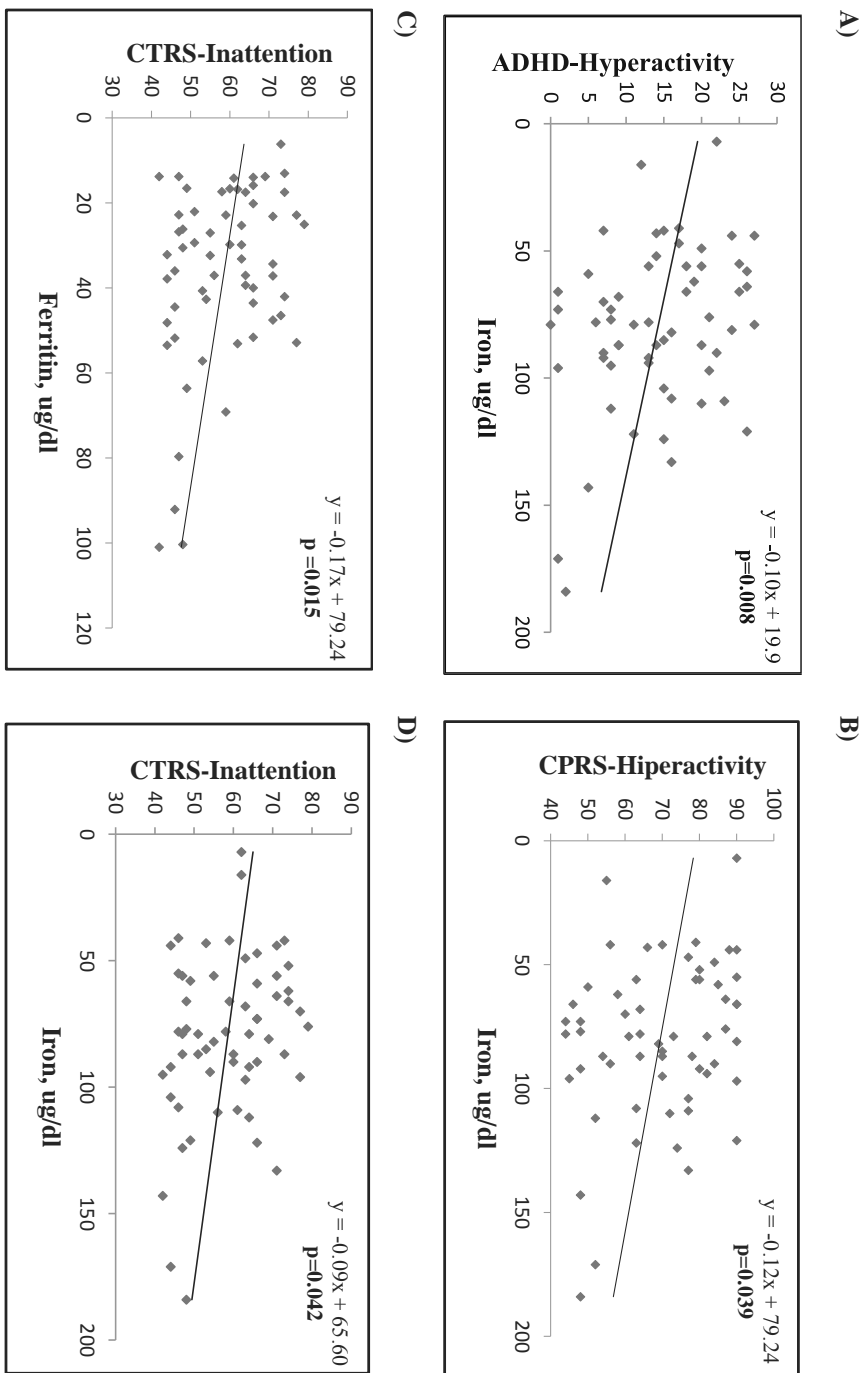 A)
ADHD-Hyperactivity
30
25
20
15
10
5
0
0
50
100
150
200
Iron, ug/dl
y = -0.10x + 19.9
p=0.008
B)
CPRS-Hiperactivity
100
90
80
70
60
50
40
0
50
100
150
200
Iron, ug/dl
y = -0.12x + 79.24
p=0.039
C)
CTRS-Inattention
90
80
70
60
50
40
30
0
20
40
60
80
100
120
Ferritin, ug/dl
y = -0.17x + 79.24
p =0.015
D)
CTRS-Inattention
90
80
70
60
50
40
30
0
50
100
150
200
Iron, ug/dl
y = -0.09x + 65.60
p=0.042